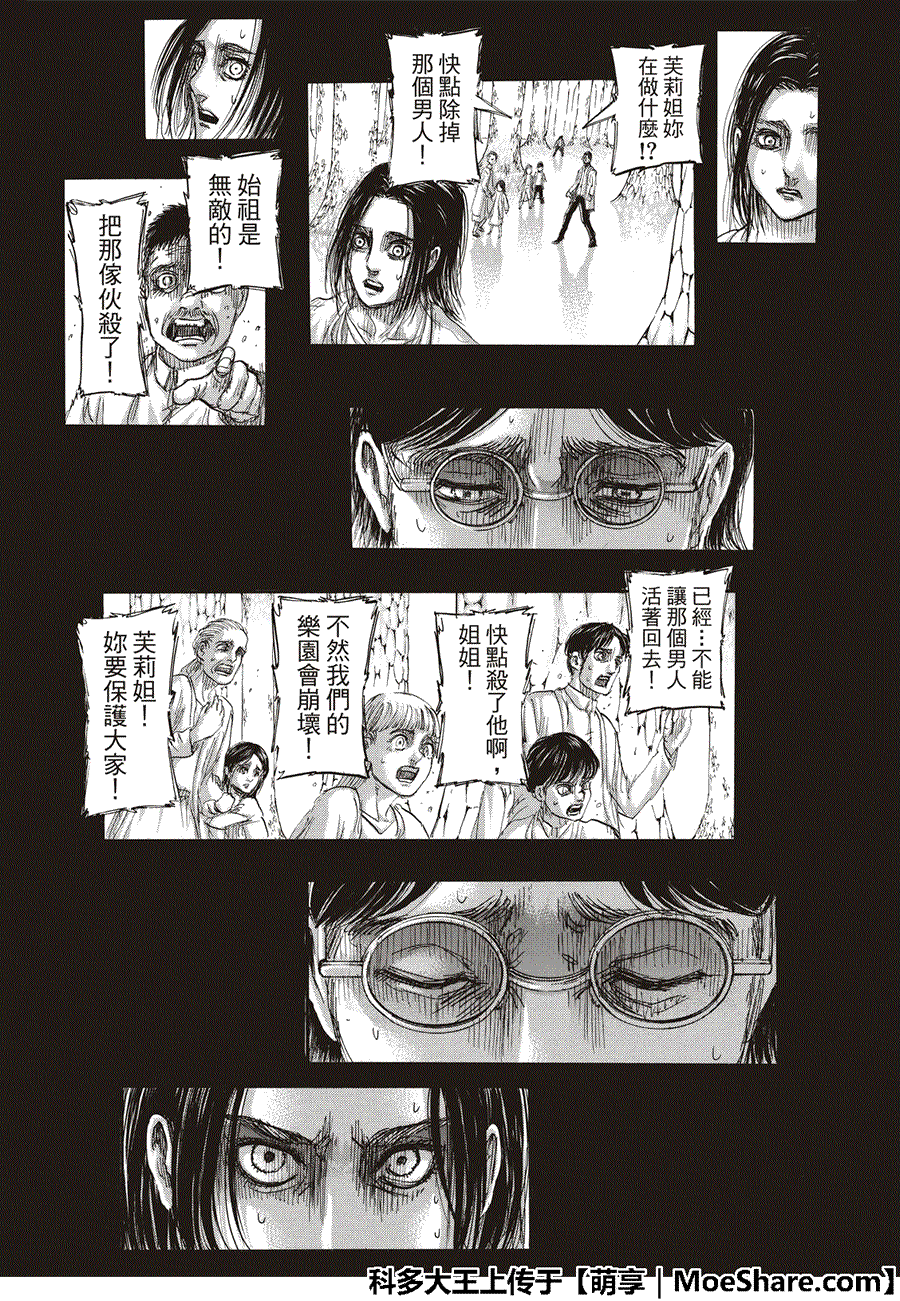 芙莉妲妳
在做什麼!?
快點除掉
那個男人！
始祖是
無敵的！
把那傢伙殺了！
已經…不能
讓那個男人
活著回去！
快點殺了他啊，
姐姐！
不然我們的
樂園會崩壞！
芙莉妲！
妳要保護大家！
科多大王上传于【萌享｜MoeShare.com】